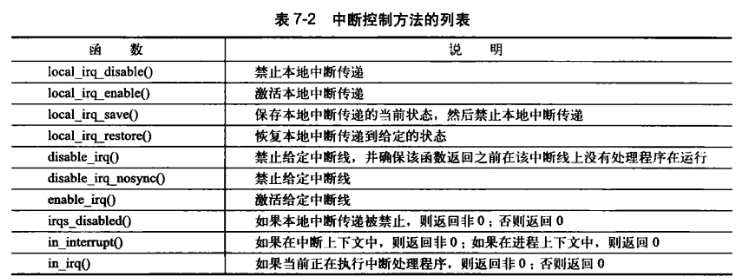 表 7-2 中断控制方法的列表
函 数 说 明
local_irq_disable() 禁止本地中断传递
local_irq_enable() 激活本地中断传递
local_irq_save() 保存本地中断传递的当前状态，然后禁止本地中断传递
local_irq_restore() 恢复本地中断传递到给定的状态
disable_irq() 禁止给定中断线，并确保该函数返回之前在该中断线上没有处理程序在运行
disable_irq_nosync() 禁止给定中断线
enable_irq() 激活给定中断线
irqs_disabled() 如果本地中断传递被禁止，则返回非 0；否则返回 0
in_interrupt() 如果在中断上下文中，则返回非 0；如果在进程上下文中，则返回 0
in_irq() 如果当前正在执行中断处理程序，则返回非 0；否则返回 0